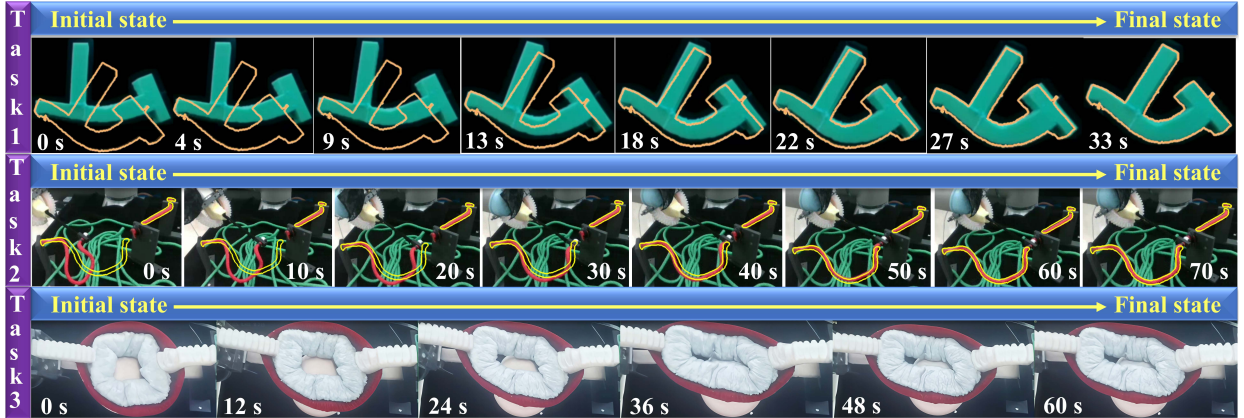 Task1
Initial state
Final state
0 s
4 s
9 s
13 s
18 s
22 s
27 s
33 s
Task2
Initial state
Final state
0 s
10 s
20 s
30 s
40 s
50 s
60 s
70 s
Task3
Initial state
Final state
0 s
12 s
24 s
36 s
48 s
60 s